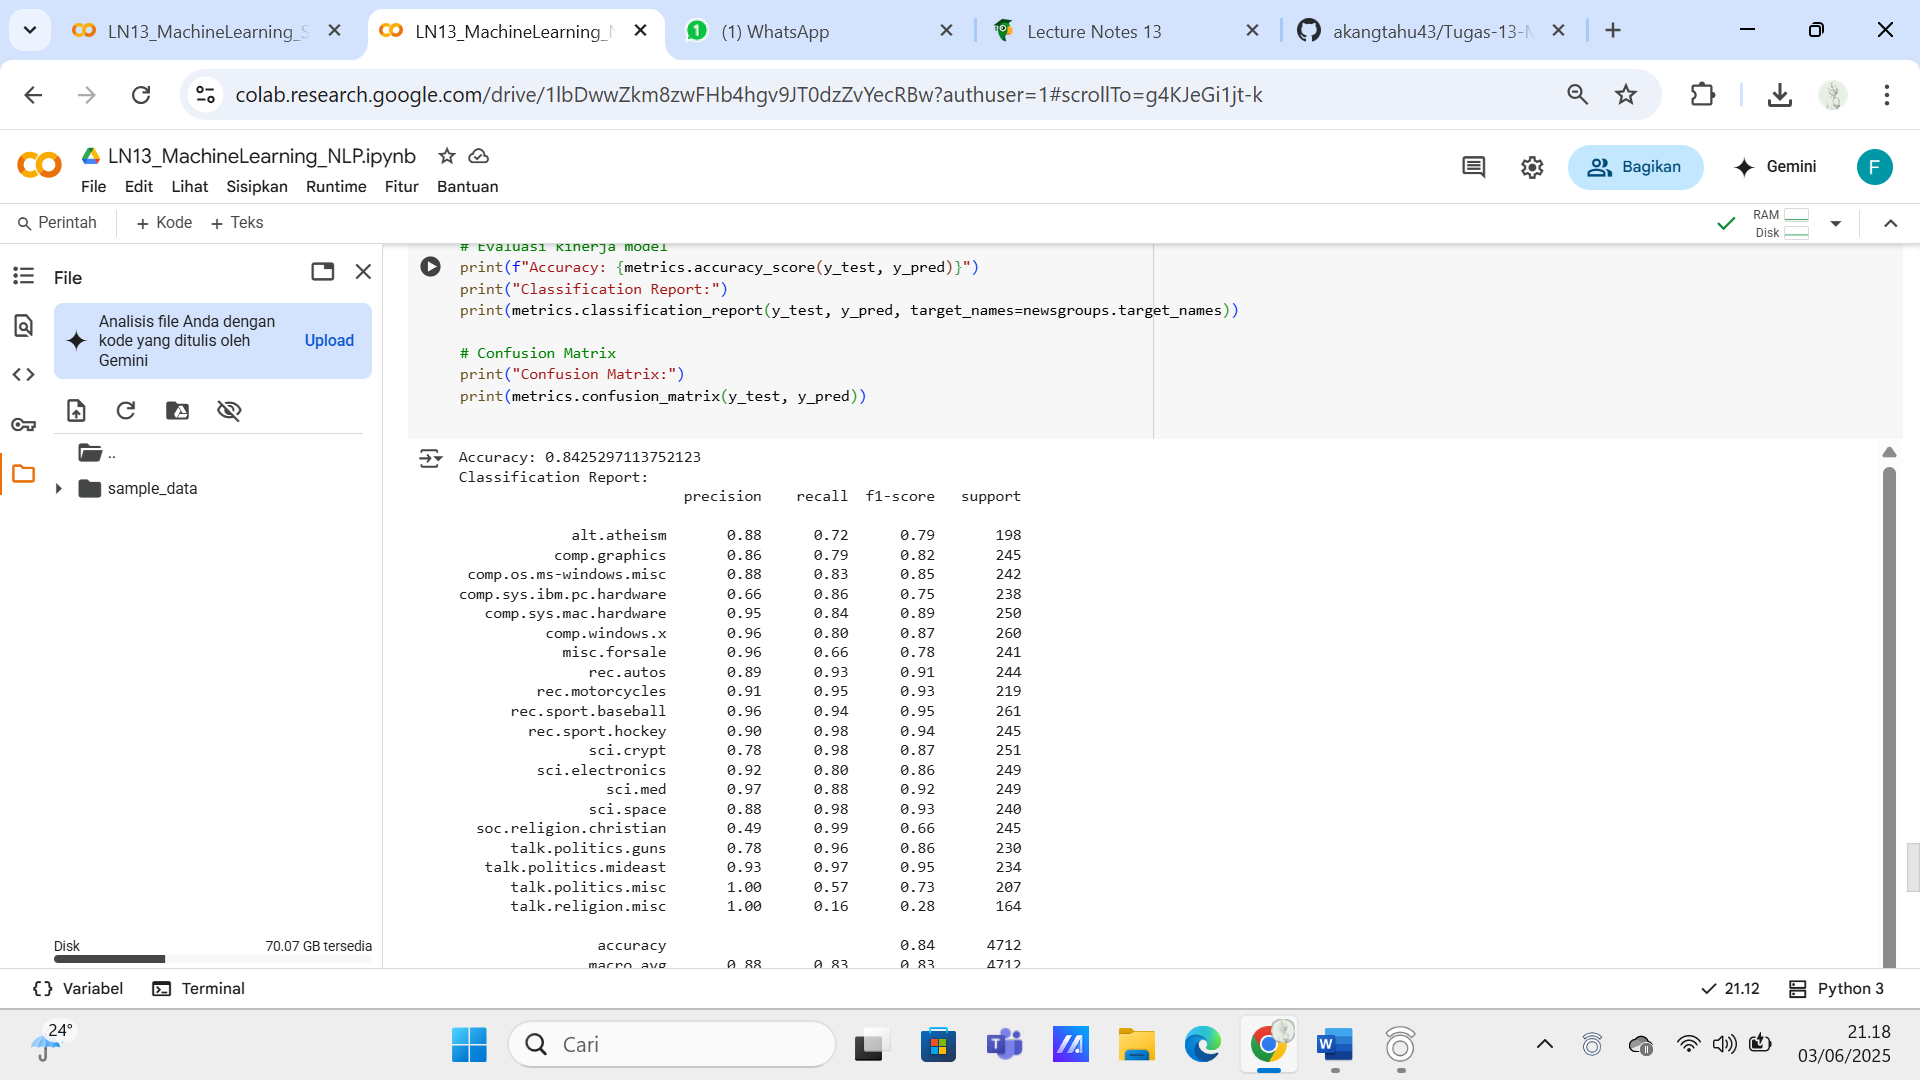 LN13_MachineLearning_S
LN13_MachineLearning_N
(1) WhatsApp
Lecture Notes 13
akangtahu43/Tugas-13-M
colab.research.google.com/drive/1lbDwwZkm8zwFHb4hgv9JT0dzZvYecRBw?authuser=1#scrollTo=g4KJeGi1jt-k
LN13_MachineLearning_NLP.ipynb
File Edit Lihat Sisipkan Runtime Fitur Bantuan
Bagikan
Gemini
F
Perintah + Kode + Teks
RAM
Disk
File
Analisis file Anda dengan
kode yang ditulis oleh
Gemini
Upload
..
sample_data
Disk 70.07 GB tersedia
# Evaluasi kinerja model
print(f"Accuracy: {metrics.accuracy_score(y_test, y_pred)}")
print("Classification Report:")
print(metrics.classification_report(y_test, y_pred, target_names=newsgroups.target_names))
# Confusion Matrix
print("Confusion Matrix:")
print(metrics.confusion_matrix(y_test, y_pred))
Accuracy: 0.8425297113752123
Classification Report:
precision recall f1-score support
alt.atheism 0.88 0.72 0.79 198
comp.graphics 0.86 0.79 0.82 245
comp.os.ms-windows.misc 0.88 0.83 0.85 242
comp.sys.ibm.pc.hardware 0.66 0.86 0.75 238
comp.sys.mac.hardware 0.95 0.84 0.89 250
comp.windows.x 0.96 0.80 0.87 260
misc.forsale 0.96 0.66 0.78 241
rec.autos 0.89 0.93 0.91 244
rec.motorcycles 0.91 0.95 0.93 219
rec.sport.baseball 0.96 0.94 0.95 261
rec.sport.hockey 0.90 0.98 0.94 245
sci.crypt 0.78 0.98 0.87 251
sci.electronics 0.92 0.80 0.86 249
sci.med 0.97 0.88 0.92 249
sci.space 0.88 0.98 0.93 240
soc.religion.christian 0.49 0.99 0.66 245
talk.politics.guns 0.78 0.96 0.86 230
talk.politics.mideast 0.93 0.97 0.95 234
talk.politics.misc 1.00 0.57 0.73 207
talk.religion.misc 1.00 0.16 0.28 164
accuracy 0.84 4712
macro avg 0.88 0.83 0.83 4712
Variabel
Terminal
21.12
Python 3
24°
Cari
21.18
03/06/2025